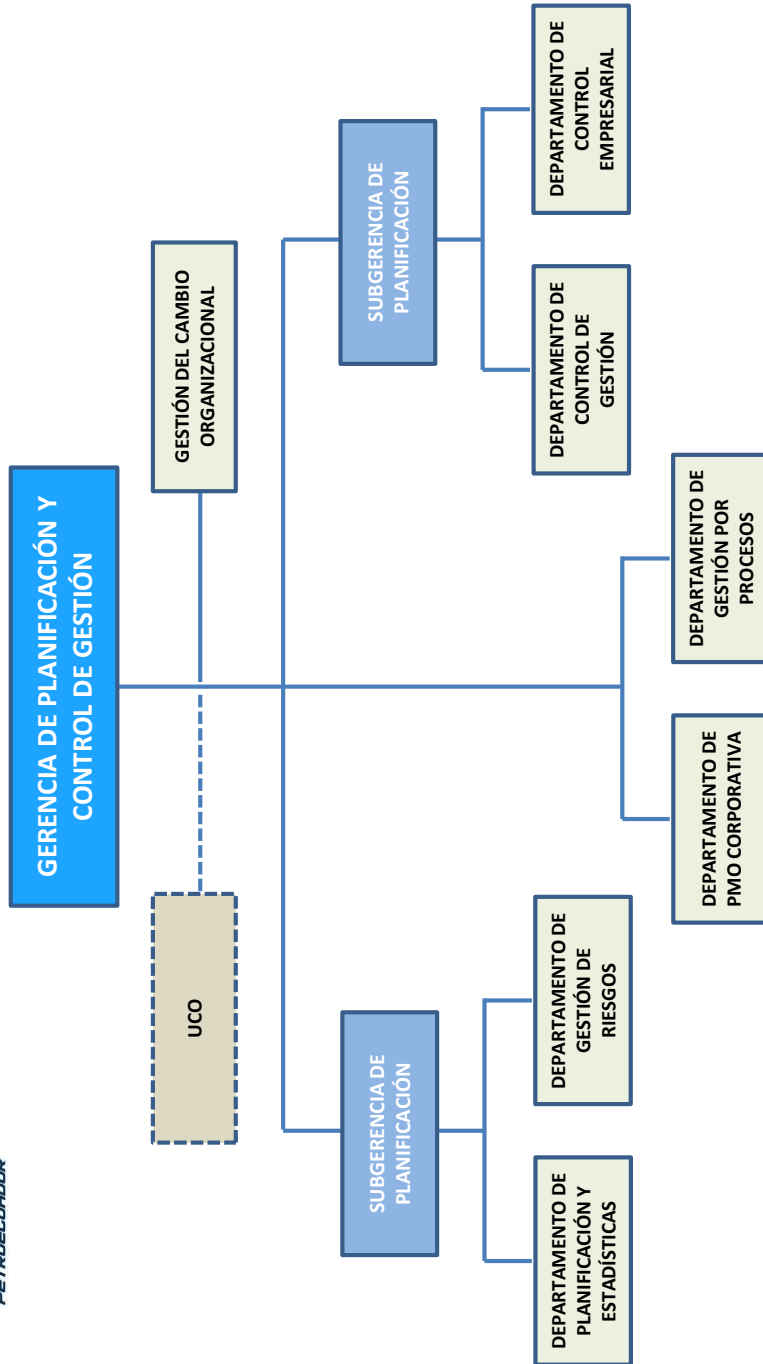 PETROECUADOR
GERENCIA DE PLANIFICACIÓN Y
CONTROL DE GESTIÓN
UCO
GESTIÓN DEL CAMBIO
ORGANIZACIONAL
SUBGERENCIA DE
PLANIFICACIÓN
SUBGERENCIA DE
PLANIFICACIÓN
DEPARTAMENTO DE
PLANIFICACIÓN Y
ESTADÍSTICAS
DEPARTAMENTO DE
GESTIÓN DE
RIESGOS
DEPARTAMENTO DE
CONTROL DE
GESTIÓN
DEPARTAMENTO DE
CONTROL
EMPRESARIAL
DEPARTAMENTO DE
PMO CORPORATIVA
DEPARTAMENTO DE
GESTIÓN POR
PROCESOS